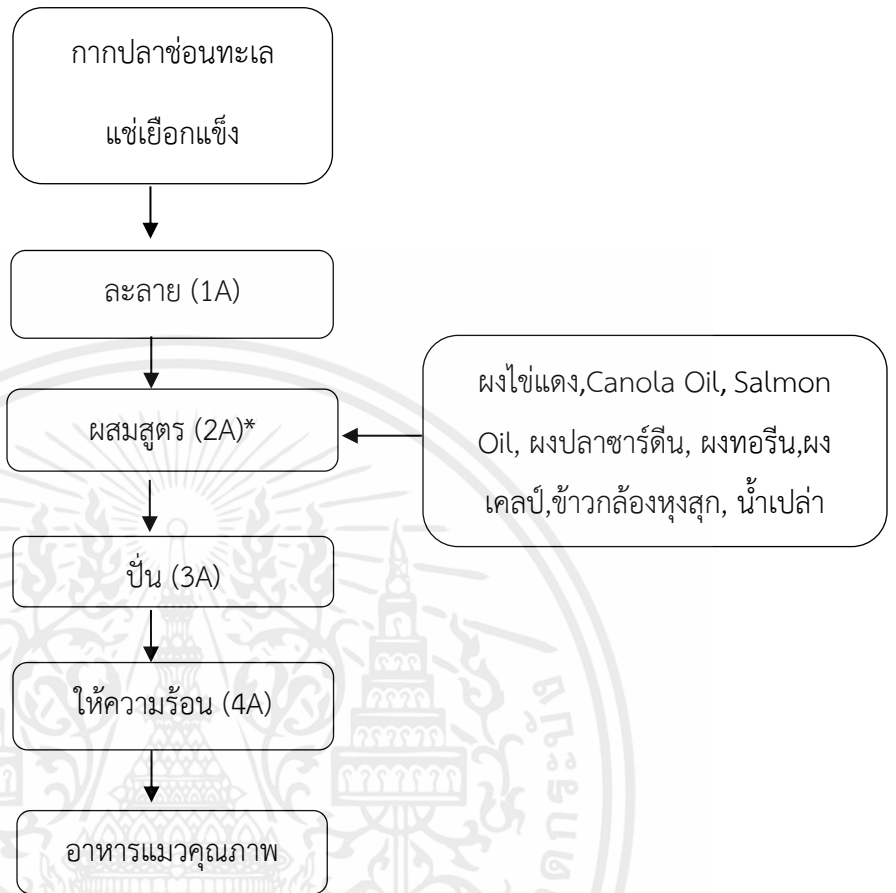 กากปลาช่อนทะเล
แช่เยือกแข็ง
ละลาย (1A)
ผสมสูตร (2A)*
ผงไข่แดง,Canola Oil, Salmon
Oil, ผงปลาซาร์ดีน, ผงทอรีน,ผง
เคลป์,ข้าวกล้องหุงสุก, น้ำเปล่า
ปั่น (3A)
ให้ความร้อน (4A)
อาหารแมวคุณภาพ